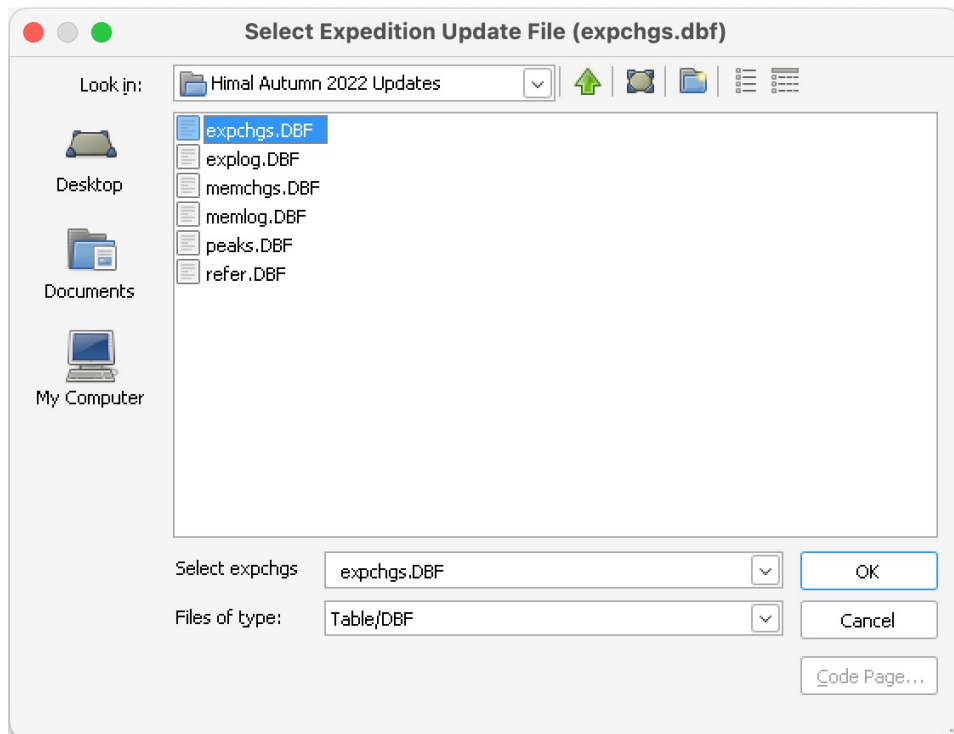 Select Expedition Update File (expchgs.dbf)
Look in:
Himal Autumn 2022 Updates
Desktop
Documents
My Computer
expchgs.DBF
explog.DBF
memchgs.DBF
memlog.DBF
peaks.DBF
refer.DBF
Select expchgs
expchgs.DBF
OK
Files of type:
Table/DBF
Cancel
Code Page...